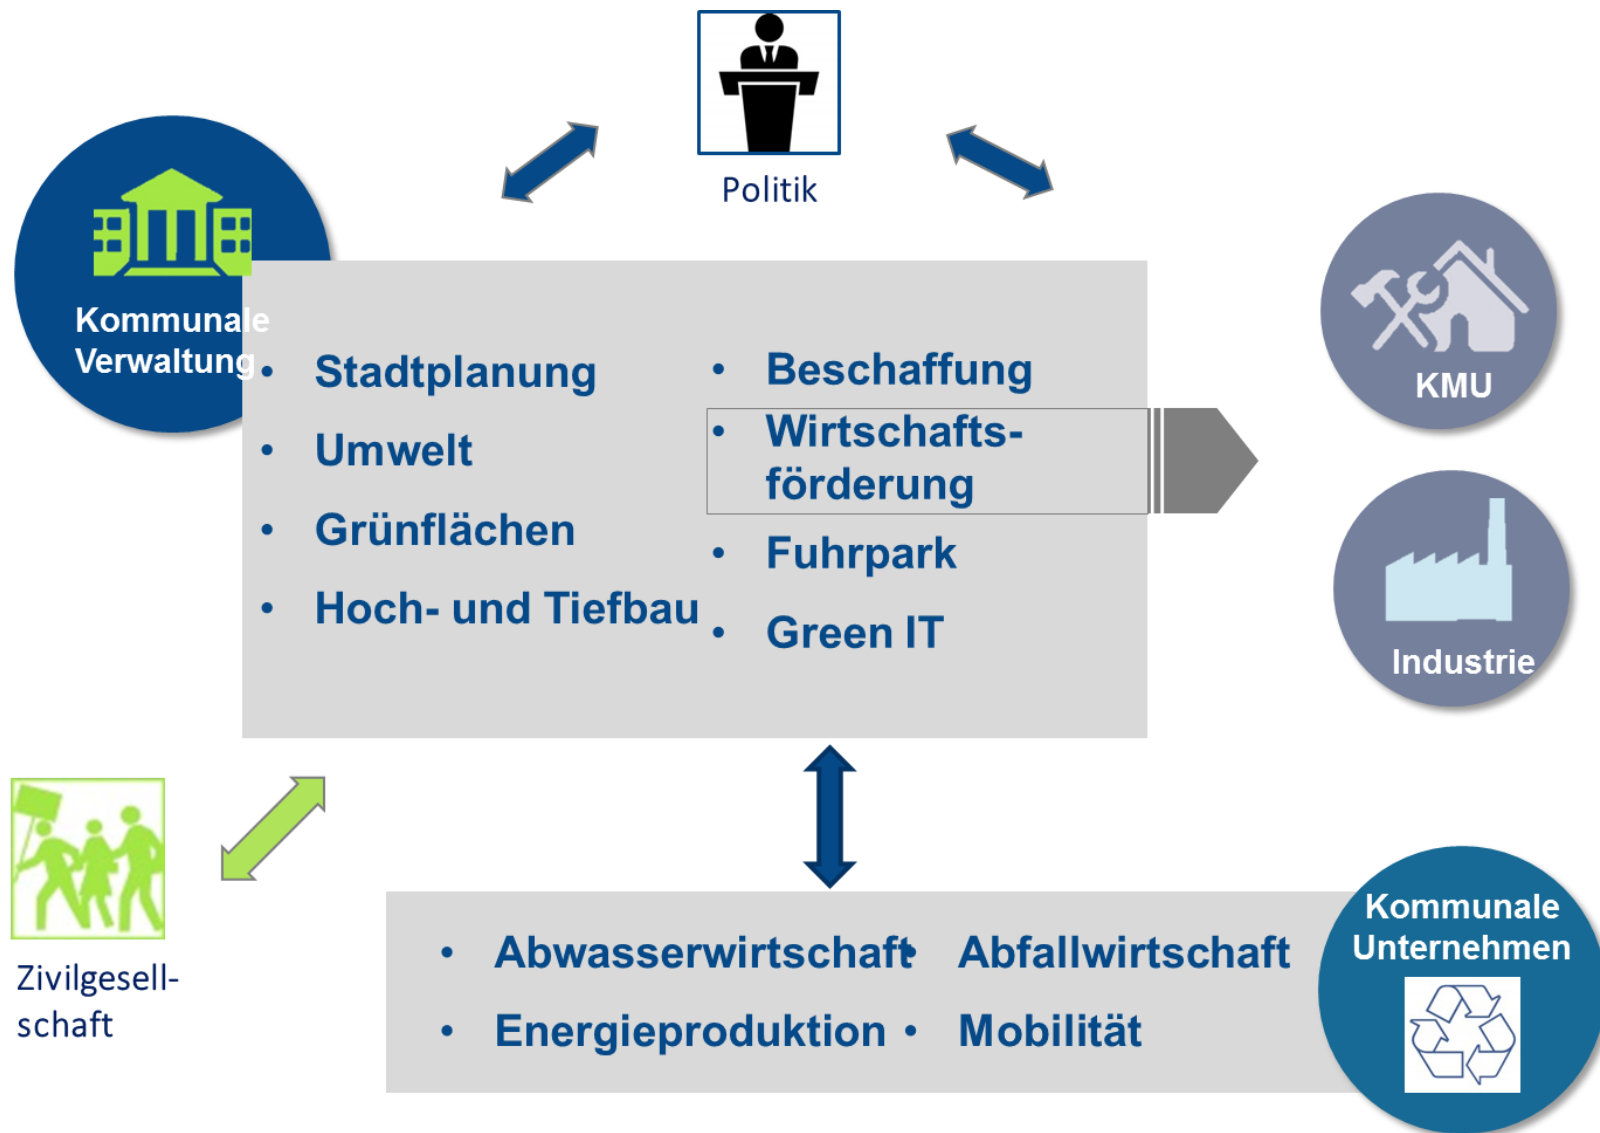 Politik
Kommunale
Verwaltung
• Stadtplanung
• Umwelt
• Grünflächen
• Hoch- und Tiefbau
• Beschaffung
• Wirtschafts-
förderung
• Fuhrpark
• Green IT
KMU
Industrie
Zivilgesell-
schaft
• Abwasserwirtschaft
• Energieproduktion
• Abfallwirtschaft
• Mobilität
Kommunale
Unternehmen